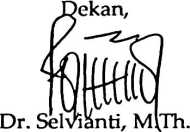 Dekan,
Dr. Selvianti, M.Th.